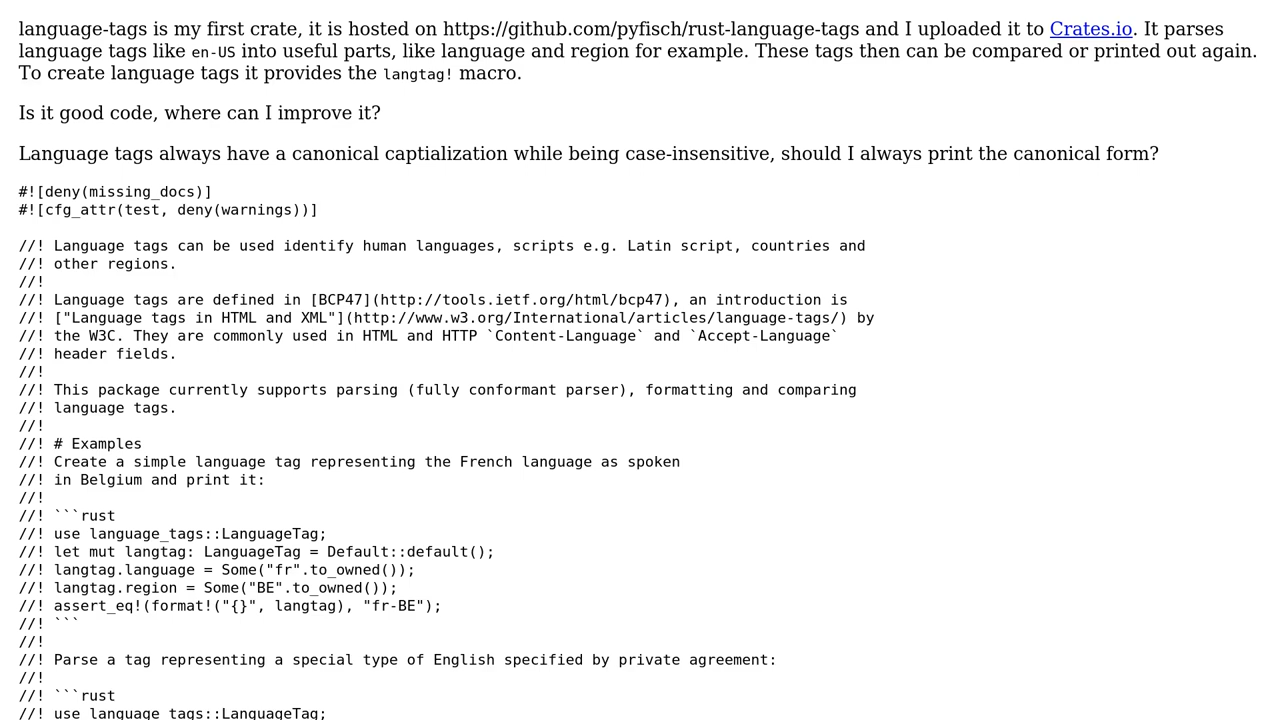 language-tags is my first crate, it is hosted on https://github.com/pyfisch/rust-language-tags and I uploaded it to Crates.io. It parses
language tags like en-US into useful parts, like language and region for example. These tags then can be compared or printed out again.
To create language tags it provides the langtag! macro.
Is it good code, where can I improve it?
Language tags always have a canonical captialization while being case-insensitive, should I always print the canonical form?
#![deny(missing_docs)]
#![cfg_attr(test, deny(warnings))]
//! Language tags can be used identify human languages, scripts e.g. Latin script, countries and
//! other regions.
//!
//! Language tags are defined in [BCP47](http://tools.ietf.org/html/bcp47), an introduction is
//! ["Language tags in HTML and XML"](http://www.w3.org/International/articles/language-tags/) by
//! the W3C. They are commonly used in HTML and HTTP `Content-Language` and `Accept-Language`
//! header fields.
//!
//! This package currently supports parsing (fully conformant parser), formatting and comparing
//! language tags.
//!
//! # Examples
//! Create a simple language tag representing the French language as spoken
//! in Belgium and print it:
//!
//! ```rust
//! use language_tags::LanguageTag;
//! let mut langtag: LanguageTag = Default::default();
//! langtag.language = Some("fr".to_owned());
//! langtag.region = Some("BE".to_owned());
//! assert_eq!(format!("{}", langtag), "fr-BE");
//! ```
//!
//! Parse a tag representing a special type of English specified by private agreement:
//!
//! ```rust
//! use language_tags::LanguageTag;